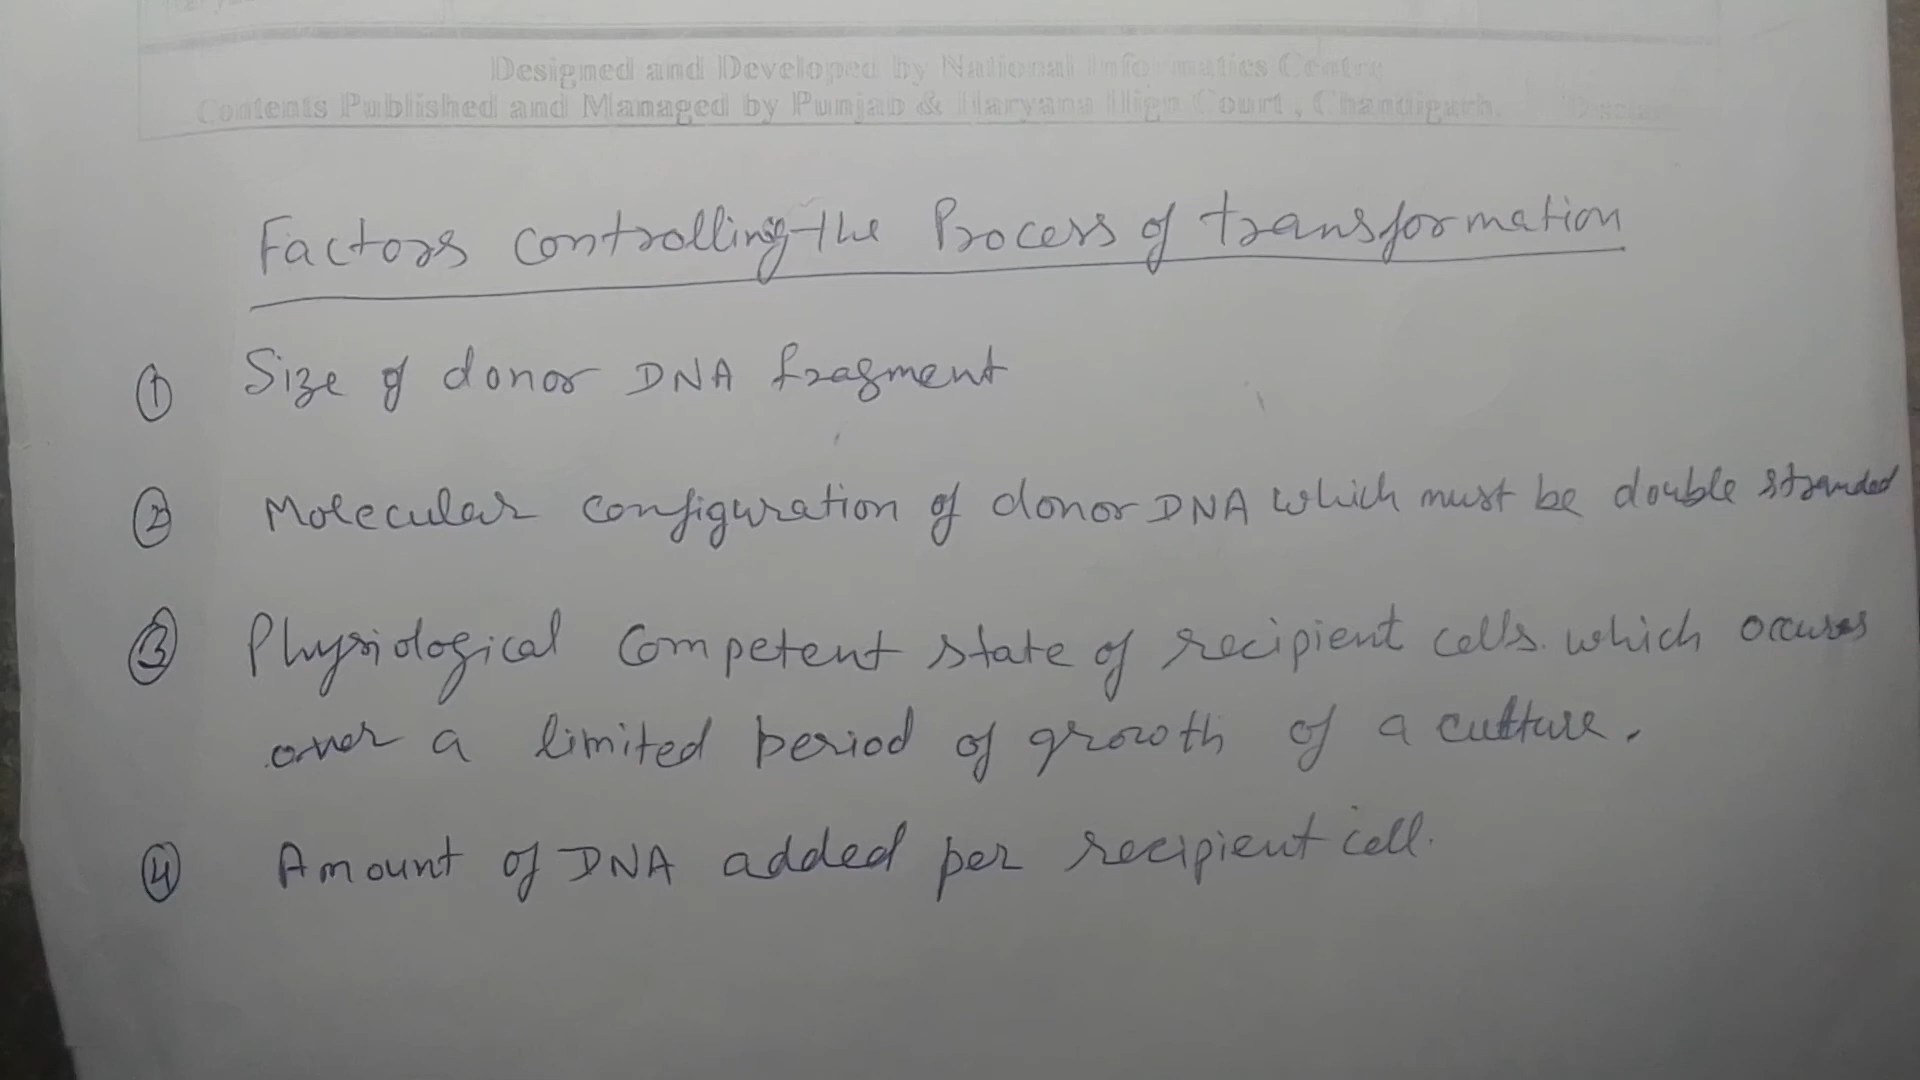 Designed and Developed by National Informatics Centre
Contents Published and Managed by Punjab & Haryana High Court, Chandigarh.
Factors controlling the Process of transformation
① Size of donor DNA fragment
② Molecular configuration of donor DNA which must be double stranded
③ Physiological competent state of recipient cells. which occurs
over a limited period of growth of a culture.
④ Amount of DNA added per recipient cell.